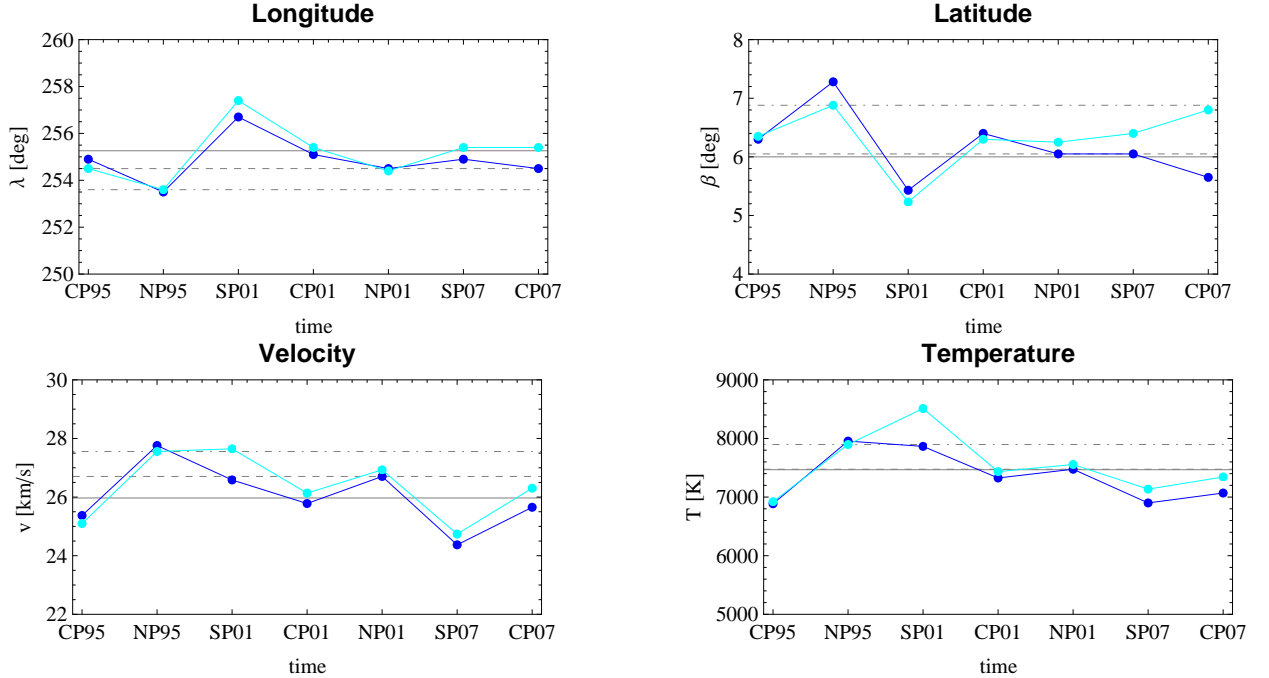 Longitude
260
258
256
254
252
250
λ [deg]
CP95 NP95 SP01 CP01 NP01 SP07 CP07
time
Latitude
8
7
6
5
4
β [deg]
CP95 NP95 SP01 CP01 NP01 SP07 CP07
time
Velocity
30
28
26
24
22
v [km/s]
CP95 NP95 SP01 CP01 NP01 SP07 CP07
time
Temperature
9000
8000
7000
6000
5000
T [K]
CP95 NP95 SP01 CP01 NP01 SP07 CP07
time